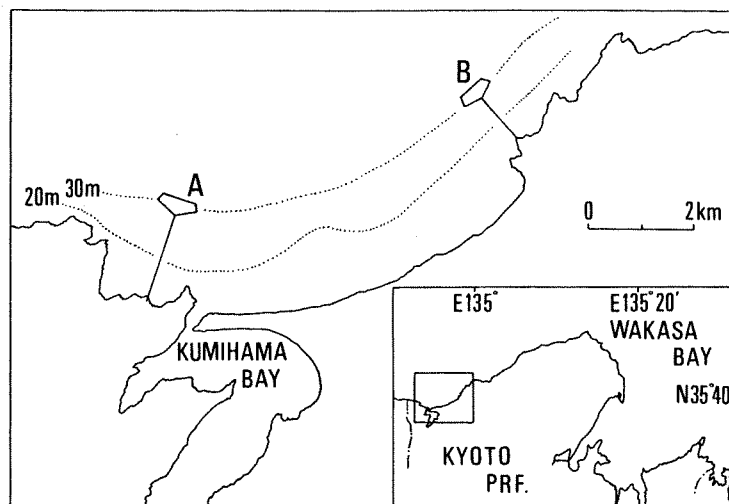 B
A
20m 30m
0 2km
KUMIHAMA
BAY
E135° E135°20′
WAKASA
BAY
N35°40
KYOTO
PRF.